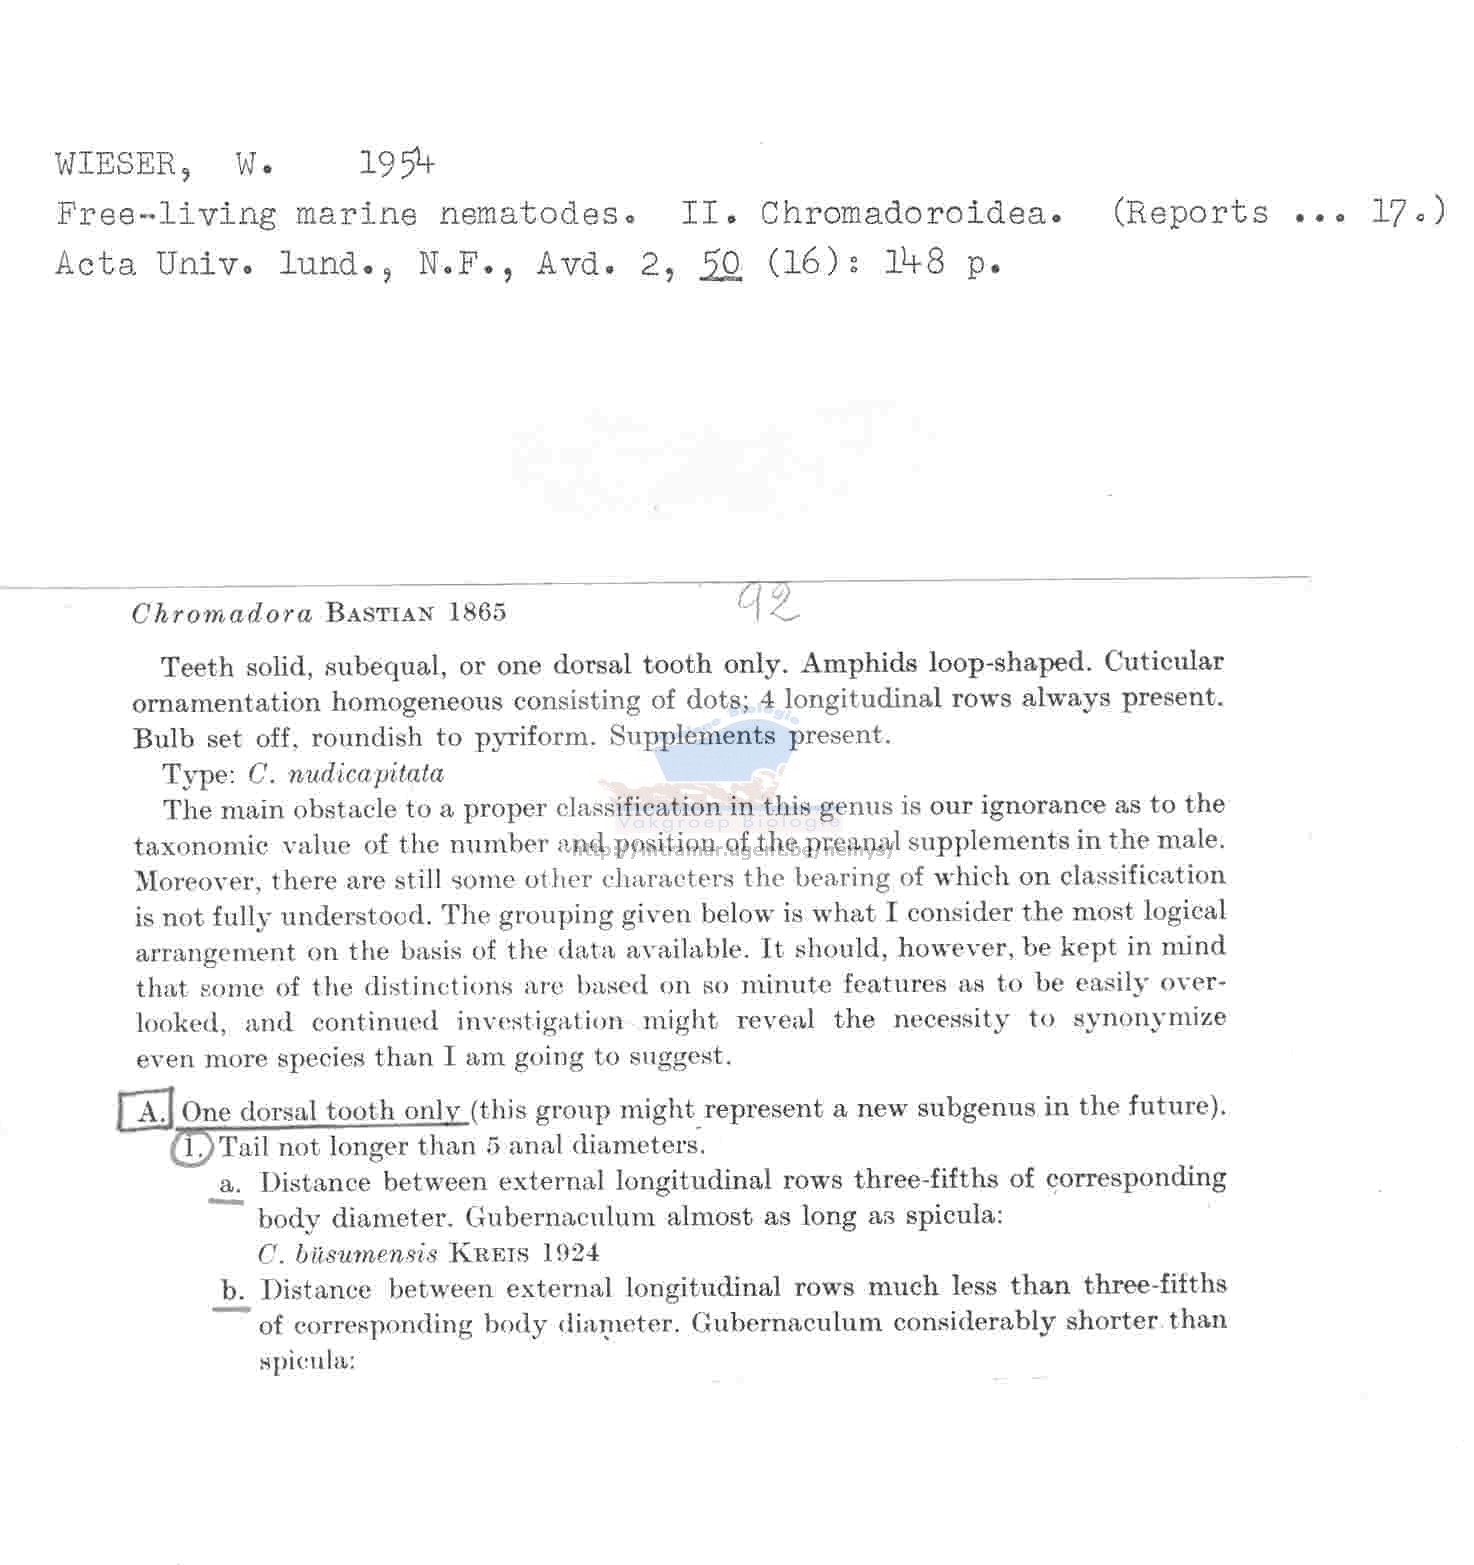 WIESER, W. 1954
Free-living marine nematodes. II. Chromadoroidea. (Reports ... 17.)
Acta Univ. lund., N.F., Avd. 2, 50 (16): 148 p.
92
Chromadora BASTIAN 1865
Teeth solid, subequal, or one dorsal tooth only. Amphids loop-shaped. Cuticular
ornamentation homogeneous consisting of dots; 4 longitudinal rows always present.
Bulb set off, roundish to pyriform. Supplements present.
Type: C. nudicapitata
The main obstacle to a proper classification in this genus is our ignorance as to the
taxonomic value of the number and position of the preanal supplements in the male.
Moreover, there are still some other characters the bearing of which on classification
is not fully understood. The grouping given below is what I consider the most logical
arrangement on the basis of the data available. It should, however, be kept in mind
that some of the distinctions are based on so minute features as to be easily over-
looked, and continued investigation might reveal the necessity to synonymize
even more species than I am going to suggest.
A. One dorsal tooth only (this group might represent a new subgenus in the future).
1. Tail not longer than 5 anal diameters.
a. Distance between external longitudinal rows three-fifths of corresponding
body diameter. Gubernaculum almost as long as spicula:
C. büsumensis KREIS 1924
b. Distance between external longitudinal rows much less than three-fifths
of corresponding body diameter. Gubernaculum considerably shorter than
spicula:
Biologie
Vakgroep Biologie